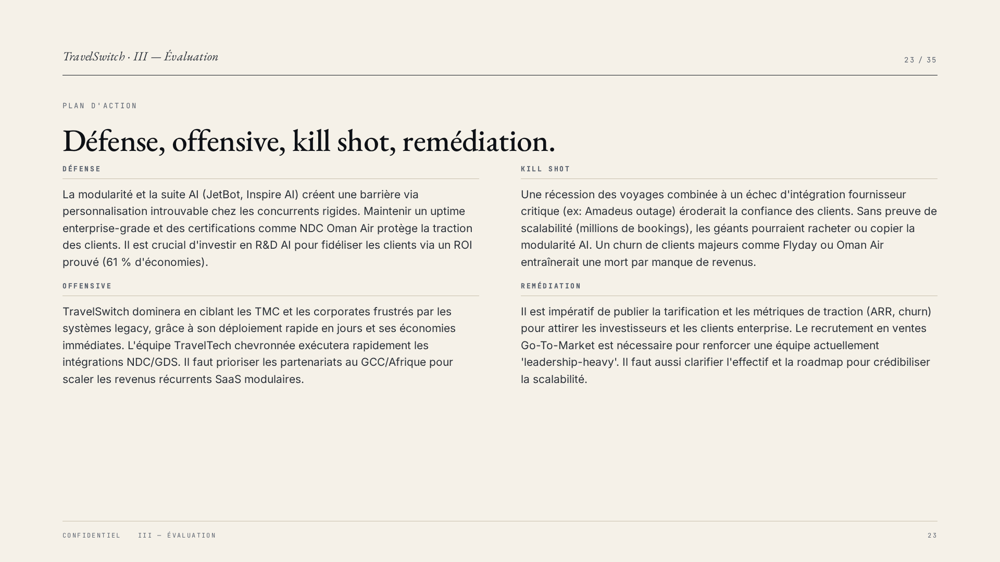 TravelSwitch · III — Évaluation
23 / 35
PLAN D'ACTION
Défense, offensive, kill shot, remédiation.
DÉFENSE
La modularité et la suite AI (JetBot, Inspire AI) créent une barrière via
personnalisation introuvable chez les concurrents rigides. Maintenir un uptime
enterprise-grade et des certifications comme NDC Oman Air protège la traction
des clients. Il est crucial d'investir en R&D AI pour fidéliser les clients via un ROI
prouvé (61 % d'économies).
OFFENSIVE
TravelSwitch dominera en ciblant les TMC et les corporates frustrés par les
systèmes legacy, grâce à son déploiement rapide en jours et ses économies
immédiates. L'équipe TravelTech chevronnée exécutera rapidement les
intégrations NDC/GDS. Il faut prioriser les partenariats au GCC/Afrique pour
scaler les revenus récurrents SaaS modulaires.
KILL SHOT
Une récession des voyages combinée à un échec d'intégration fournisseur
critique (ex: Amadeus outage) éroderait la confiance des clients. Sans preuve de
scalabilité (millions de bookings), les géants pourraient racheter ou copier la
modularité AI. Un churn de clients majeurs comme Flyday ou Oman Air
entraînerait une mort par manque de revenus.
REMÉDIATION
Il est impératif de publier la tarification et les métriques de traction (ARR, churn)
pour attirer les investisseurs et les clients enterprise. Le recrutement en ventes
Go-To-Market est nécessaire pour renforcer une équipe actuellement
'leadership-heavy'. Il faut aussi clarifier l'effectif et la roadmap pour crédibiliser
la scalabilité.
CONFIDENTIEL III — ÉVALUATION
23